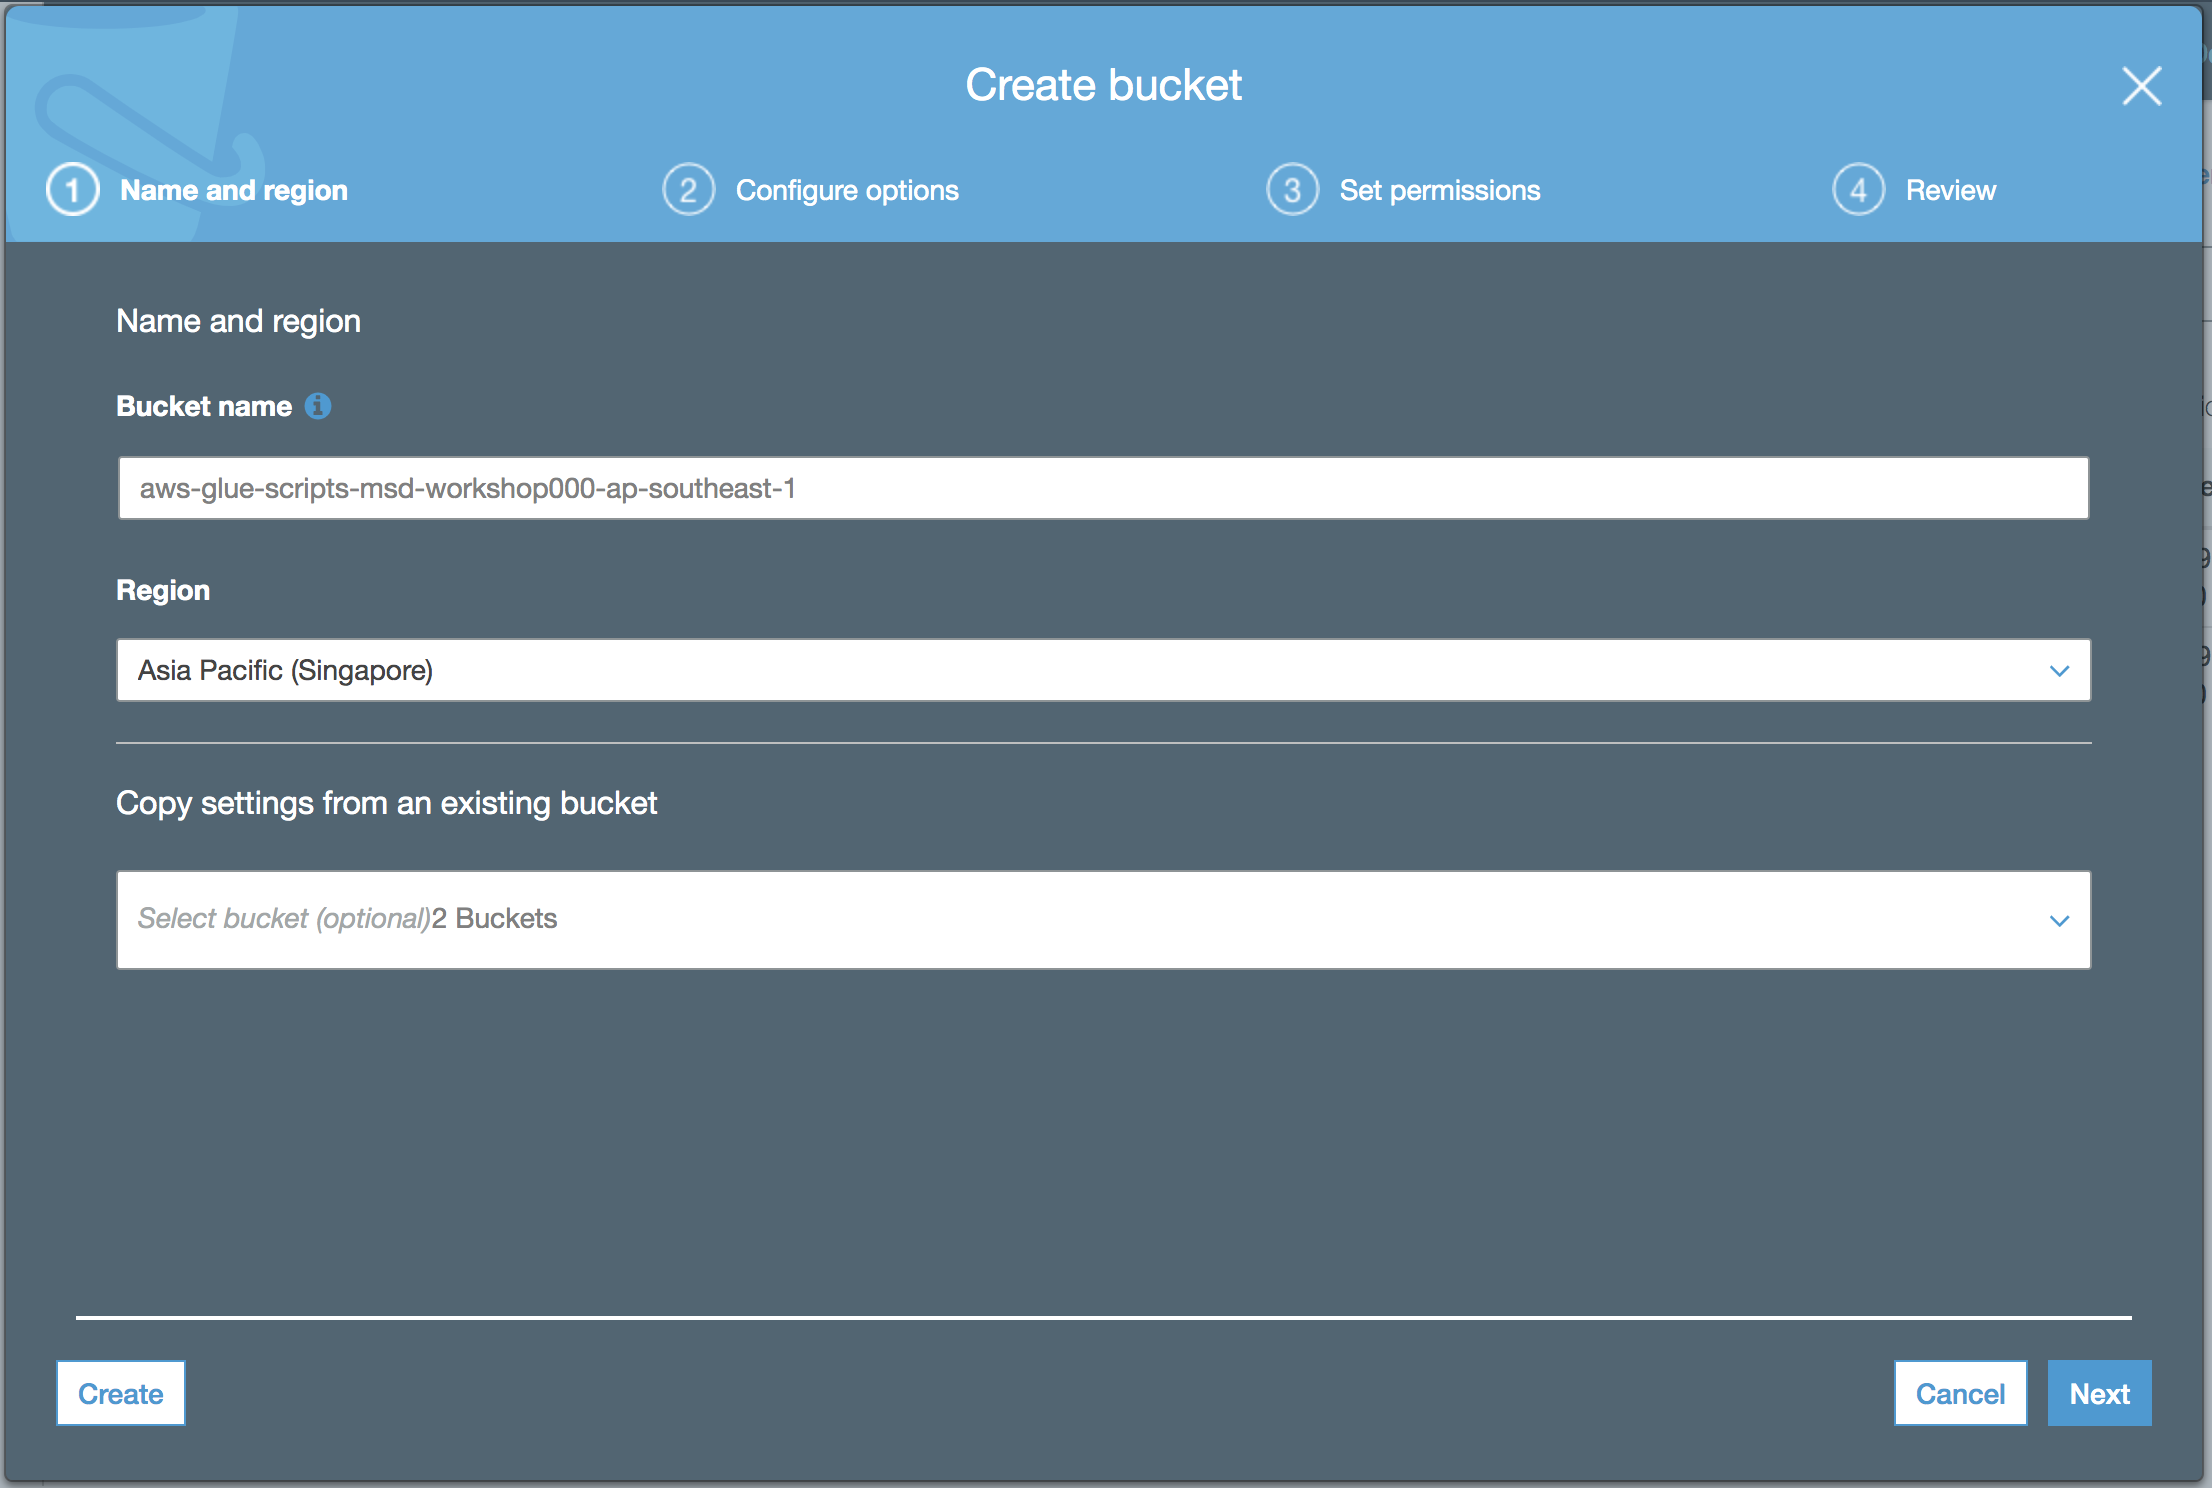 Create bucket
1 Name and region
2 Configure options
3 Set permissions
4 Review
Name and region
Bucket name
aws-glue-scripts-msd-workshop000-ap-southeast-1
Region
Asia Pacific (Singapore)
Copy settings from an existing bucket
Select bucket (optional)2 Buckets
Create
Cancel
Next